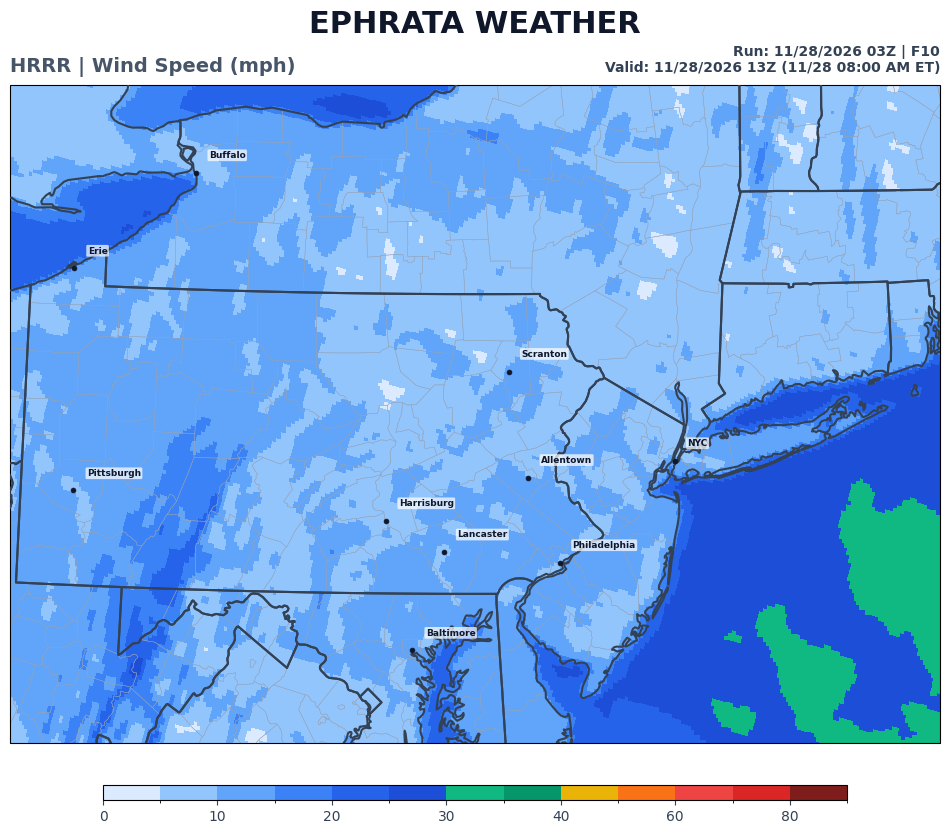 EPHRATA WEATHER
HRRR | Wind Speed (mph)
Run: 11/28/2026 03Z | F10
Valid: 11/28/2026 13Z (11/28 08:00 AM ET)
Buffalo
Erie
Scranton
NYC
Allentown
Pittsburgh
Harrisburg
Lancaster
Philadelphia
Baltimore
0 10 20 30 40 50 60 70 80